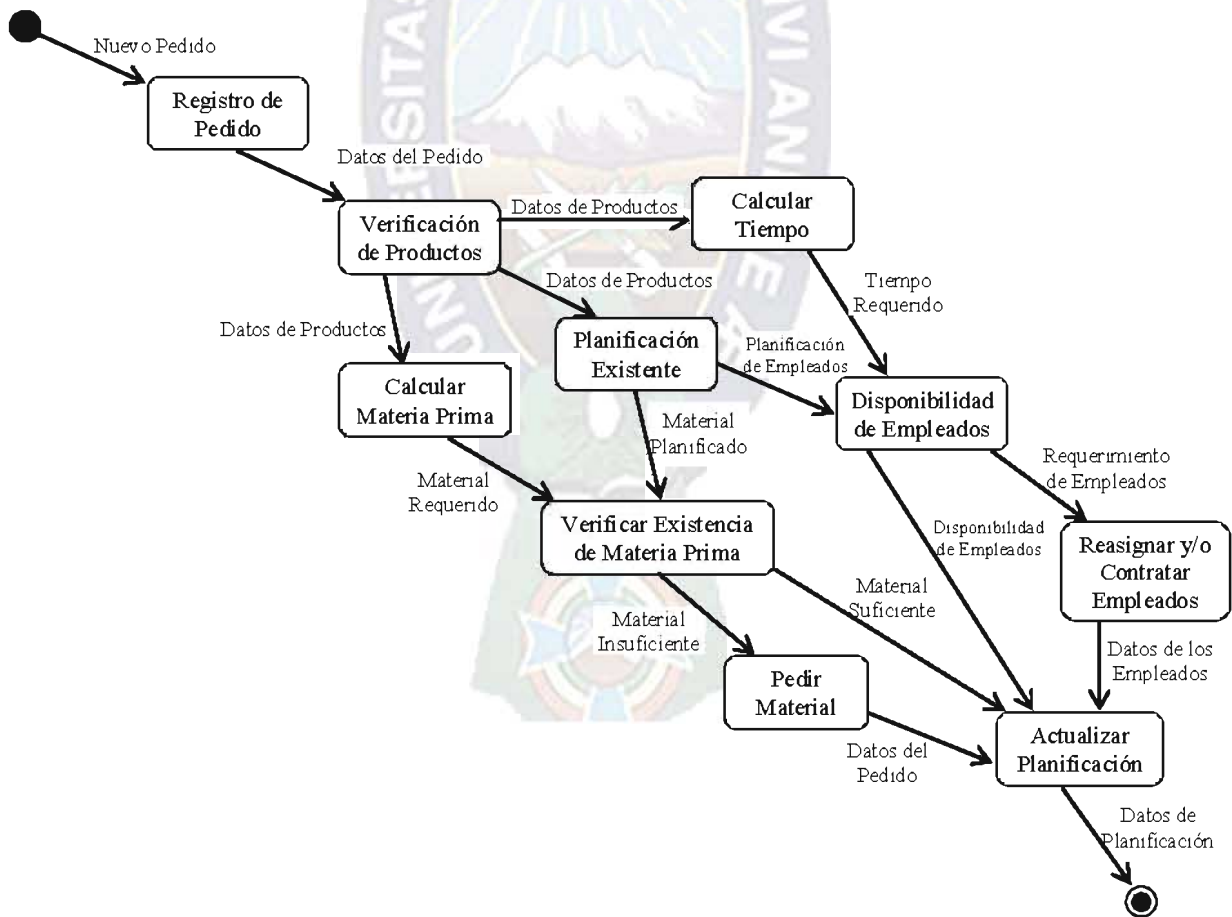 Nuevo Pedido
Registro de
Pedido
Datos del Pedido
Verificación
de Productos
Datos de Productos
Calcular
Tiempo
Datos de Productos
Tiempo
Requerido
Datos de Productos
Planificación
Existente
Planificación
de Empleados
Calcular
Materia Prima
Disponibilidad
de Empleados
Material
Planificado
Material
Requerido
Requerimiento
de Empleados
Verificar Existencia
de Materia Prima
Disponibilidad
de Empleados
Reasignar y/o
Contratar
Empleados
Material
Suficiente
Material
Insuficiente
Datos de los
Empleados
Pedir
Material
Actualizar
Planificación
Datos del
Pedido
Datos de
Planificación